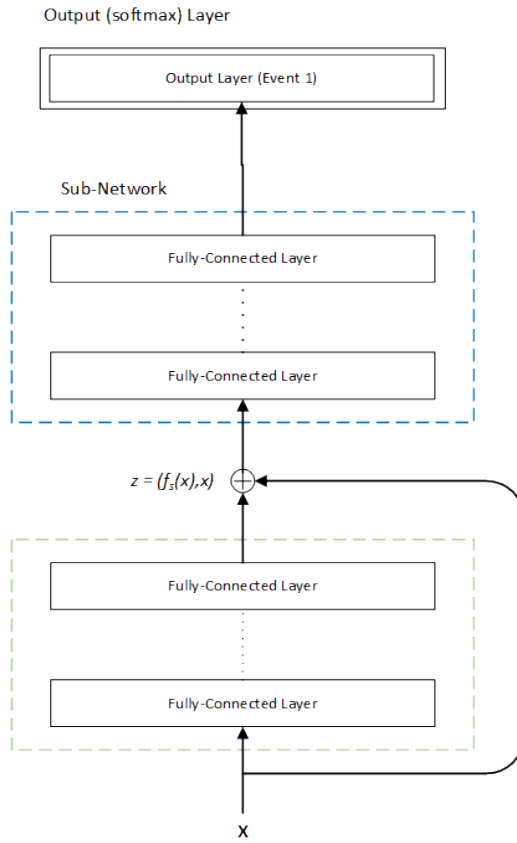 Output (softmax) Layer
Output Layer (Event 1)
Sub-Network
Fully-Connected Layer
Fully-Connected Layer
z = (fₛ(x),x)
Fully-Connected Layer
Fully-Connected Layer
x